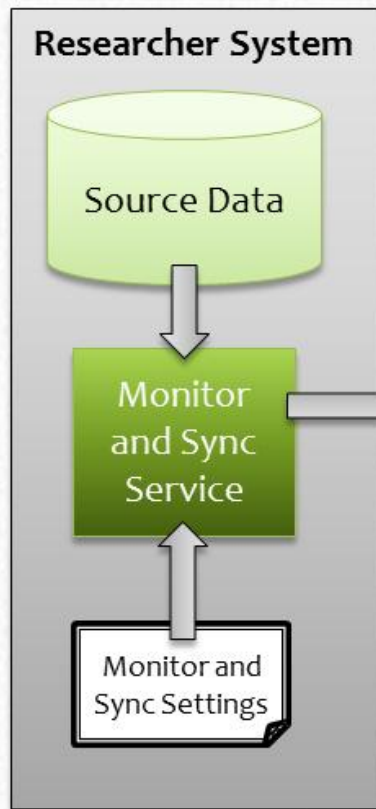 Researcher System
Source Data
Monitor
and Sync
Service
Monitor and
Sync Settings